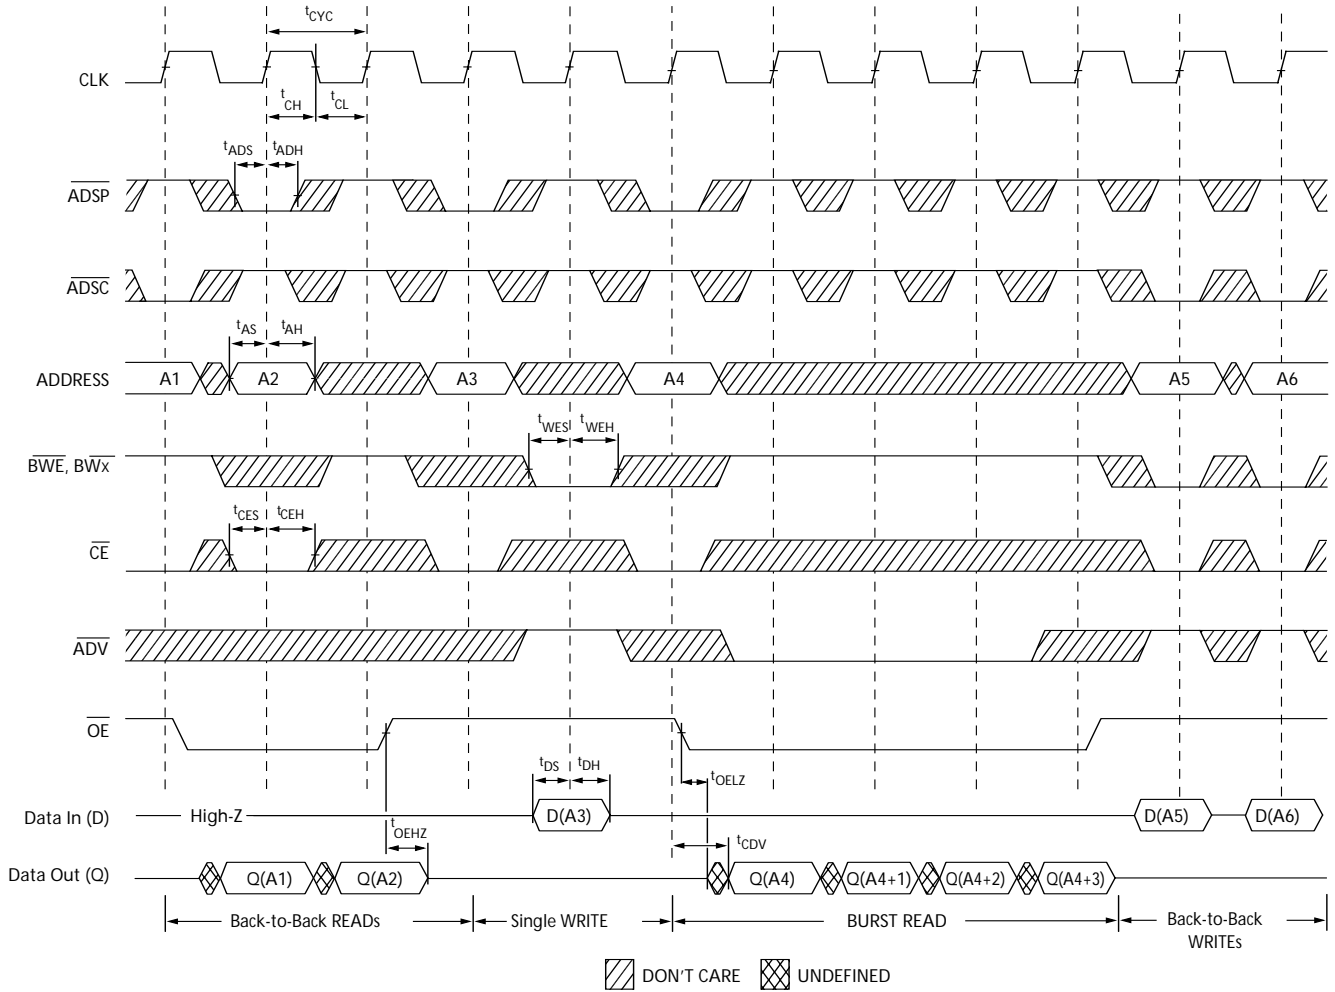 tCYC
CLK
tCH
tCL
tADS
tADH
ADSP
ADSC
tAS
tAH
ADDRESS
A1
A2
A3
A4
A5
A6
tWES
tWEH
BWE, BWx
tCES
tCEH
CE
ADV
OE
tDS
tDH
tOELZ
Data In (D)
High-Z
D(A3)
D(A5)
D(A6)
tOEHZ
tCDV
Data Out (Q)
Q(A1)
Q(A2)
Q(A4)
Q(A4+1)
Q(A4+2)
Q(A4+3)
Back-to-Back READs
Single WRITE
BURST READ
Back-to-Back
WRITEs
DON'T CARE
UNDEFINED